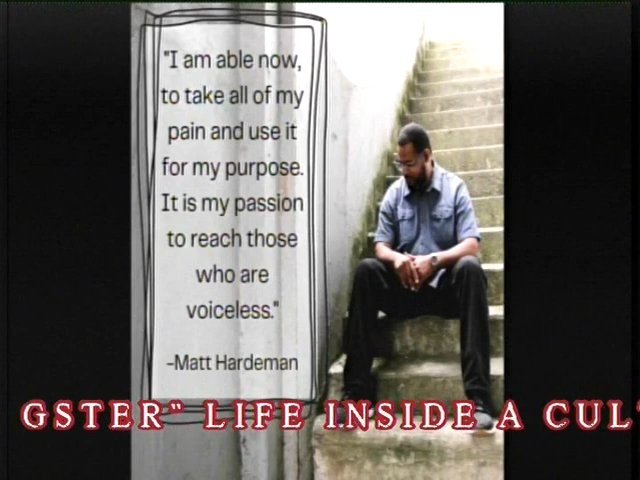 "I am able now,
to take all of my
pain and use it
for my purpose.
It is my passion
to reach those
who are
voiceless."
–Matt Hardeman
GSTER" LIFE INSIDE A CUL